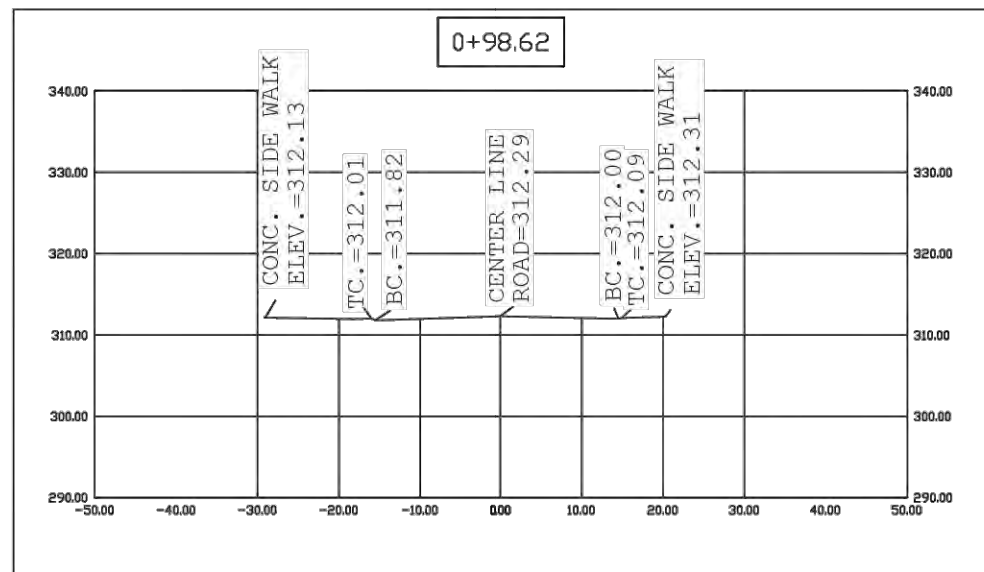 0+98.62
CONC. SIDE WALK
ELEV.=312.13
TC.=312.01
BC.=311.82
CENTER LINE
ROAD=312.29
BC.=312.00
TC.=312.09
CONC. SIDE WALK
ELEV.=312.31
340.00
340.00
330.00
330.00
320.00
320.00
310.00
310.00
300.00
300.00
290.00
290.00
-50.00 -40.00 -30.00 -20.00 -10.00 0.00 10.00 20.00 30.00 40.00 50.00